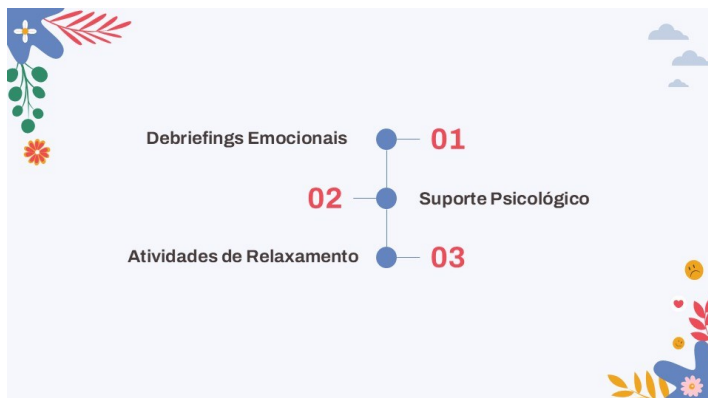 Debriefings Emocionais
01
02
Suporte Psicológico
Atividades de Relaxamento
03